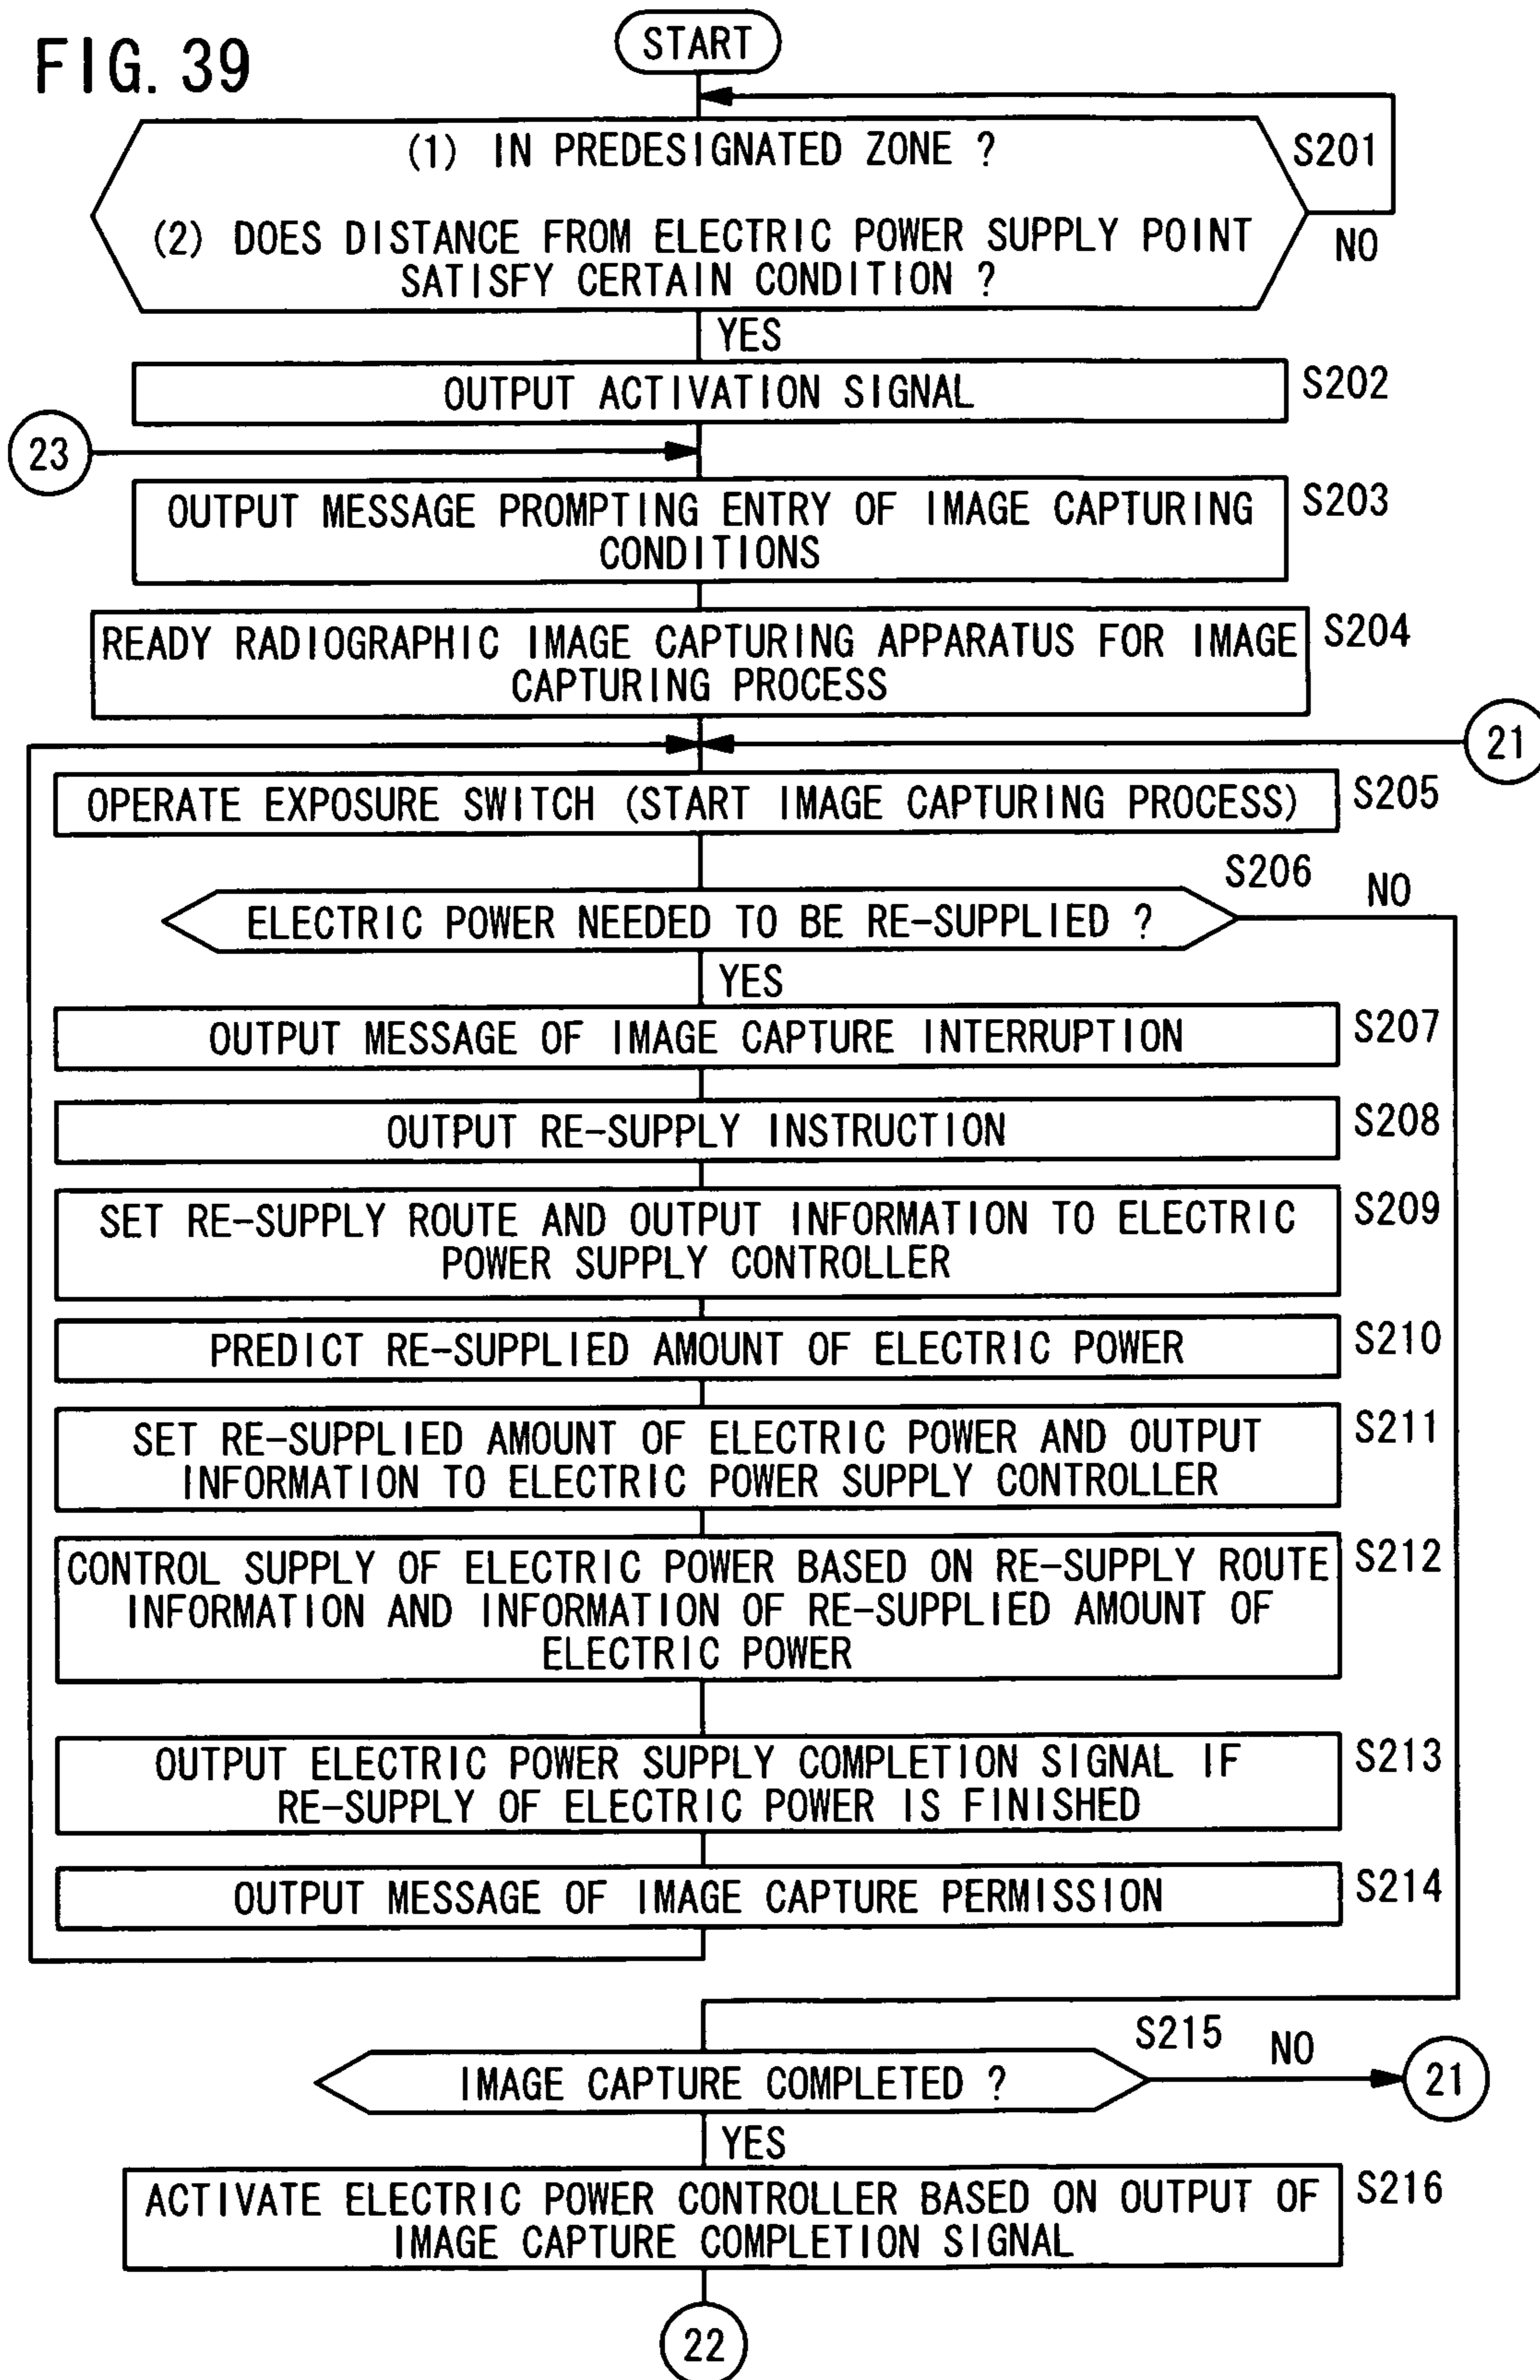 FIG. 39
START
(1) IN PREDESIGNATED ZONE ?
S201
(2) DOES DISTANCE FROM ELECTRIC POWER SUPPLY POINT
SATISFY CERTAIN CONDITION ?
NO
YES
OUTPUT ACTIVATION SIGNAL
S202
23
OUTPUT MESSAGE PROMPTING ENTRY OF IMAGE CAPTURING
CONDITIONS
S203
READY RADIOGRAPHIC IMAGE CAPTURING APPARATUS FOR IMAGE
CAPTURING PROCESS
S204
21
OPERATE EXPOSURE SWITCH (START IMAGE CAPTURING PROCESS)
S205
S206
NO
ELECTRIC POWER NEEDED TO BE RE-SUPPLIED ?
YES
OUTPUT MESSAGE OF IMAGE CAPTURE INTERRUPTION
S207
OUTPUT RE-SUPPLY INSTRUCTION
S208
SET RE-SUPPLY ROUTE AND OUTPUT INFORMATION TO ELECTRIC
POWER SUPPLY CONTROLLER
S209
PREDICT RE-SUPPLIED AMOUNT OF ELECTRIC POWER
S210
SET RE-SUPPLIED AMOUNT OF ELECTRIC POWER AND OUTPUT
INFORMATION TO ELECTRIC POWER SUPPLY CONTROLLER
S211
CONTROL SUPPLY OF ELECTRIC POWER BASED ON RE-SUPPLY ROUTE
INFORMATION AND INFORMATION OF RE-SUPPLIED AMOUNT OF
ELECTRIC POWER
S212
OUTPUT ELECTRIC POWER SUPPLY COMPLETION SIGNAL IF
RE-SUPPLY OF ELECTRIC POWER IS FINISHED
S213
OUTPUT MESSAGE OF IMAGE CAPTURE PERMISSION
S214
S215
NO
IMAGE CAPTURE COMPLETED ?
21
YES
ACTIVATE ELECTRIC POWER CONTROLLER BASED ON OUTPUT OF
IMAGE CAPTURE COMPLETION SIGNAL
S216
22